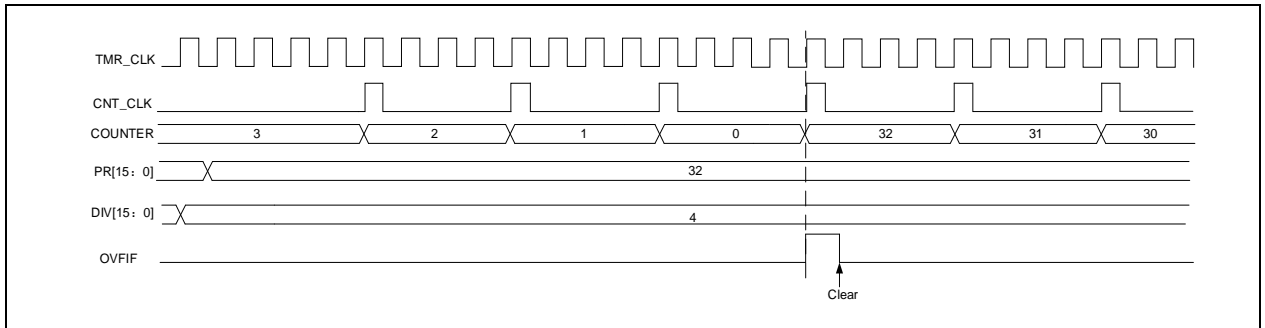 TMR_CLK
CNT_CLK
COUNTER 3 2 1 0 32 31 30
PR[15：0] 32
DIV[15：0] 4
OVFIF
Clear